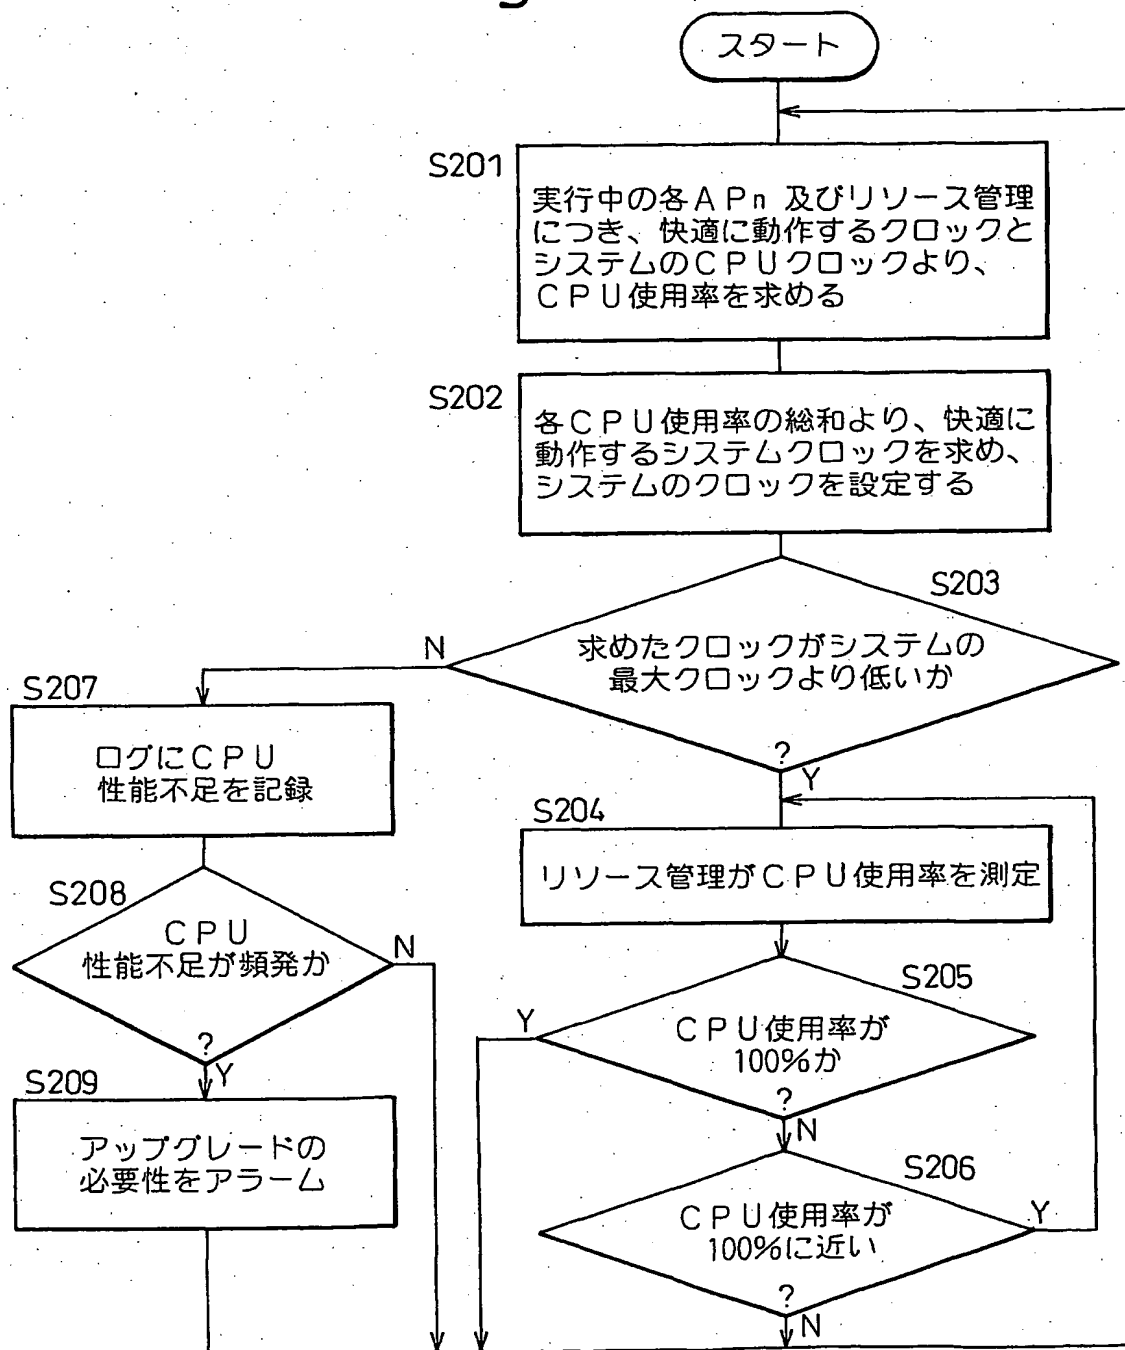 スタート
S201
実行中の各APn 及びリソース管理
につき、快適に動作するクロックと
システムのCPUクロックより、
CPU使用率を求める
S202
各CPU使用率の総和より、快適に
動作するシステムクロックを求め、
システムのクロックを設定する
S203
求めたクロックがシステムの
最大クロックより低いか
?
N
Y
S207
ログにCPU
性能不足を記録
S204
リソース管理がCPU使用率を測定
S208
CPU
性能不足が頻発か
?
N
Y
S205
CPU使用率が
100%か
?
Y
N
S209
アップグレードの
必要性をアラーム
S206
CPU使用率が
100%に近い
?
Y
N